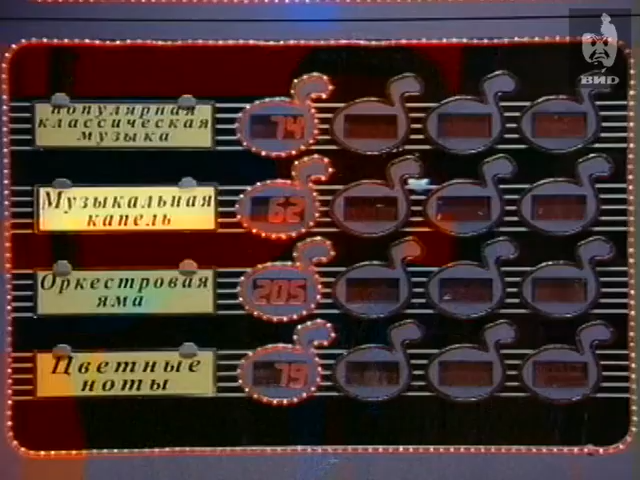 ВИD
популярная
классическая
музыка
74
Музыкальная
капель
62
Оркестровая
яма
205
Цветные
ноты
79